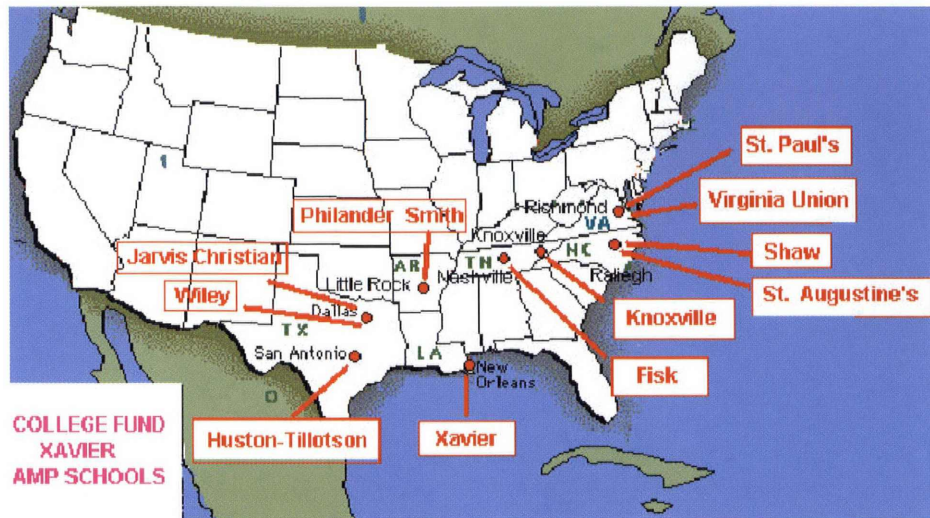 St. Paul's
Richmond
Virginia Union
VA
Philander Smith
Knoxville
Shaw
NC
Jarvis Christian
AR
TN
Nashville
Raliegh
Little Rock
St. Augustine's
Wiley
Dallas
Knoxville
TX
San Antonio
LA
New
Orleans
Fisk
COLLEGE FUND
XAVIER
AMP SCHOOLS
Huston-Tillotson
Xavier